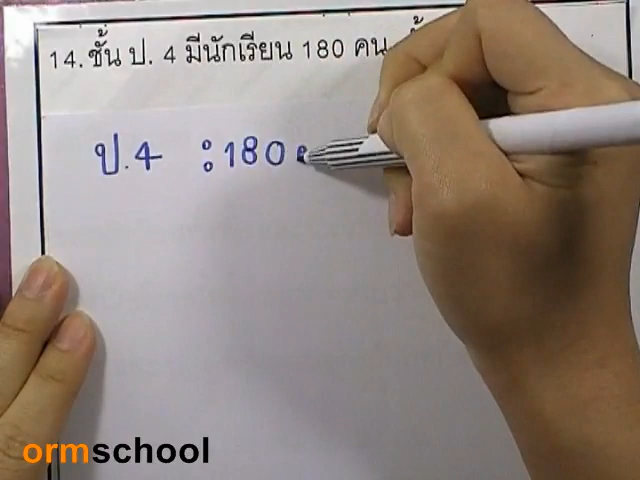 14. ชั้น ป. 4 มีนักเรียน 180 คน
ป.4 : 180
ormschool